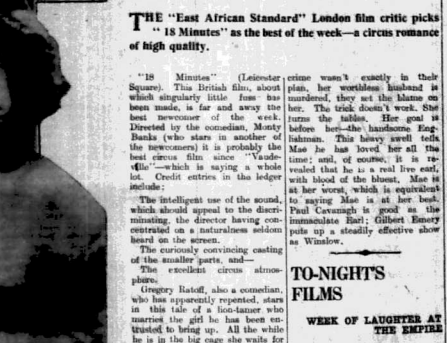 THE "East African Standard" London film critic picks
"18 Minutes" as the best of the week—a circus romance
of high quality.
"18 Minutes" (Leicester
Square). This British film, about
which singularly little fuss has
been made, is far and away the
best newcomer of the week.
Directed by the comedian, Monty
Banks (who stars in another of
the newcomers) it is probably the
best circus film since "Vaude-
ville"—which is saying a whole
lot. Credit entries in the ledger
include:
The intelligent use of the sound,
which should appeal to the discri-
minating, the director having con-
centrated on a naturalness seldom
heard on the screen.
The curiously convincing casting
of the smaller parts, and—
The excellent circus atmos-
phere.
Gregory Ratoff, also a comedian,
who has apparently repented, stars
in this tale of a lion-tamer who
marries the girl he has been en-
trusted to bring up. All the while
he is in the big cage she waits for
crime wasn't exactly in their
plan, her worthless husband is
murdered, they set the blame on
her. The trick doesn't work. She
turns the tables. Her goal is
before her—the handsome Eng-
lishman. This heavy swell tells
Mae he has loved her all the
time; and, of course, it is re-
vealed that he is a real live earl,
with blood of the bluest. Mae is
at her worst, which is equivalent
to saying Mae is at her best.
Paul Cavanagh is good as the
immaculate Earl; Gilbert Emery
puts up a steadily effective show
as Winslow.
TO-NIGHT'S
FILMS
WEEK OF LAUGHTER AT
THE EMPIRE